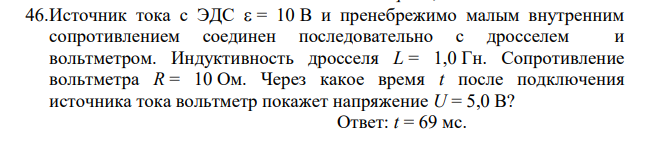 46.Источник тока с ЭДС ε = 10 В и пренебрежимо малым внутренним
сопротивлением соединен последовательно с дросселем и
вольтметром. Индуктивность дросселя L = 1,0 Гн. Сопротивление
вольтметра R = 10 Ом. Через какое время t после подключения
источника тока вольтметр покажет напряжение U = 5,0 В?
Ответ: t = 69 мс.